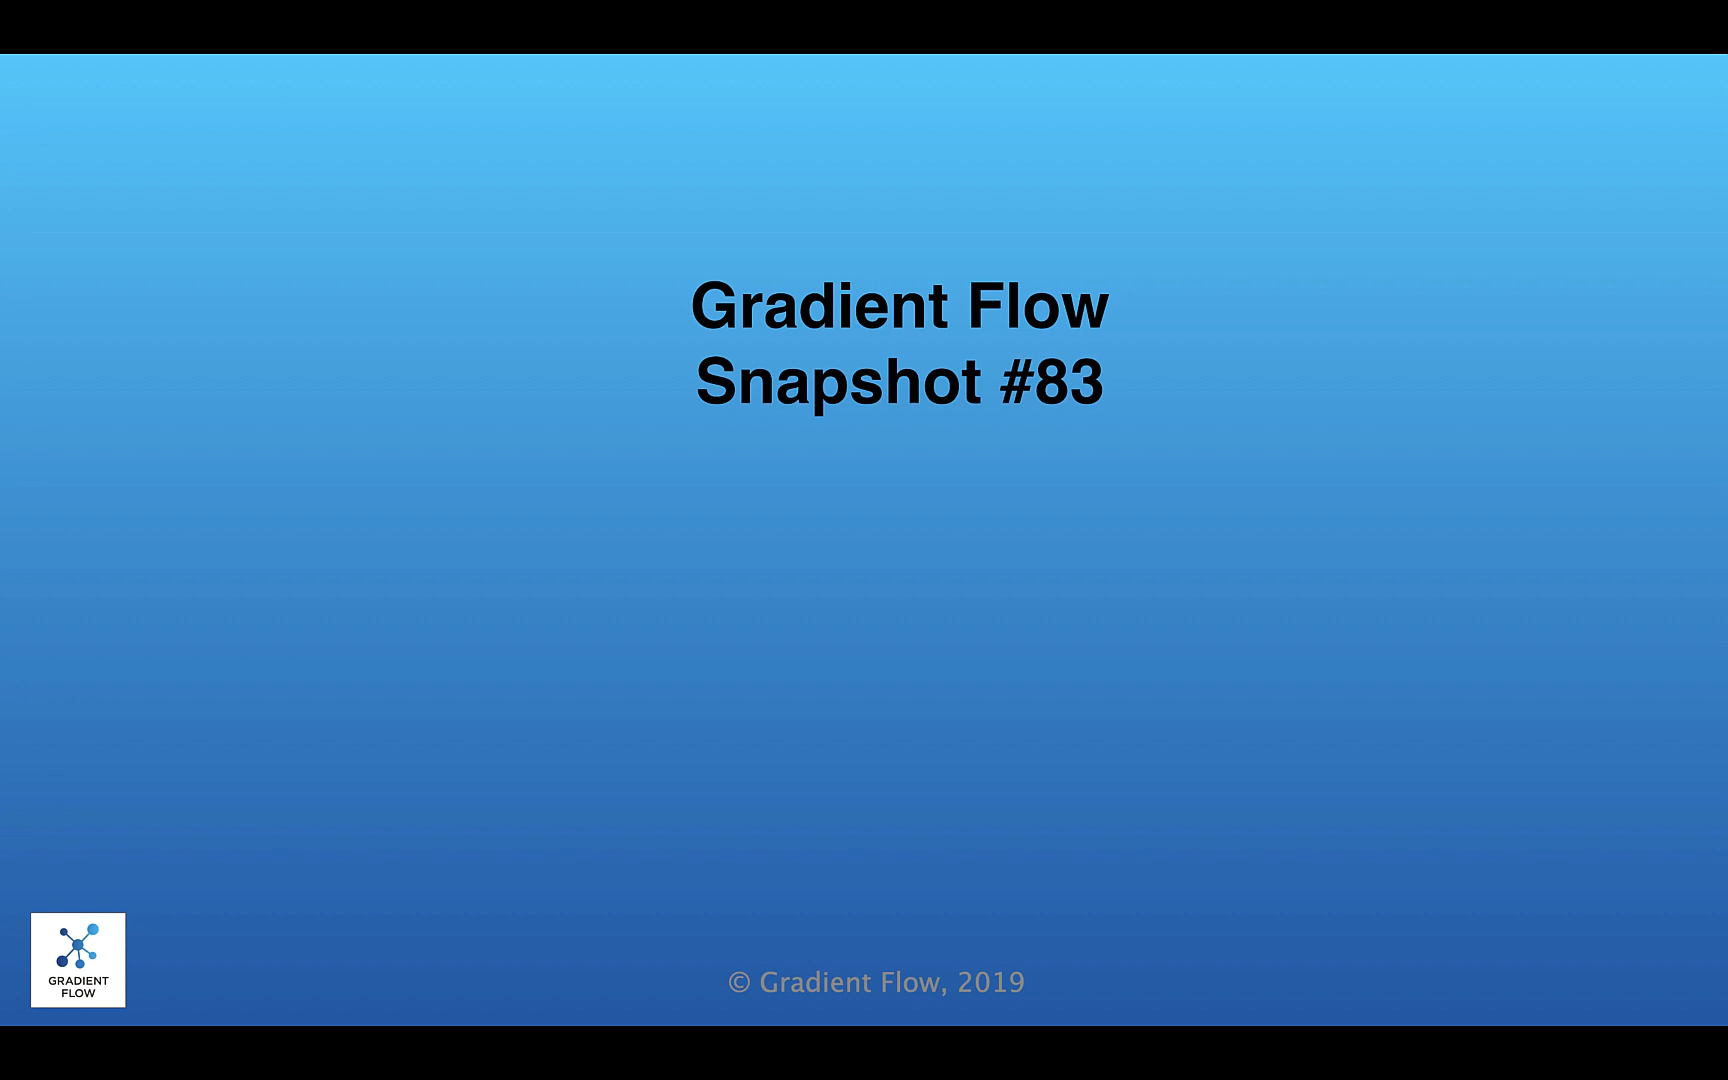 Gradient Flow
Snapshot #83
GRADIENT
FLOW
© Gradient Flow, 2019